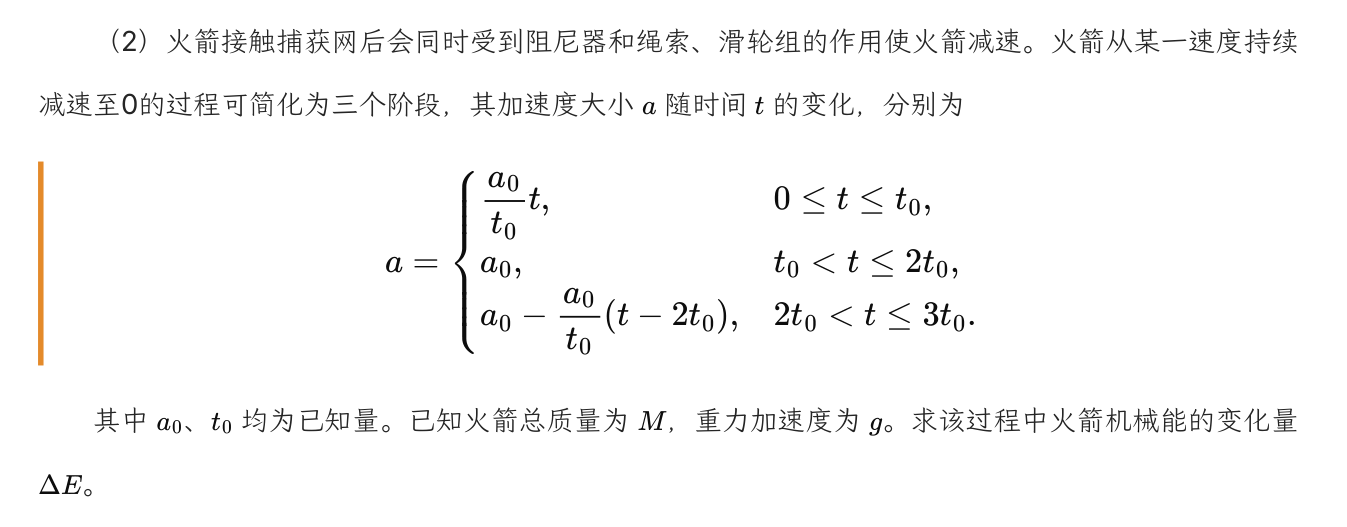 （2）火箭接触捕获网后会同时受到阻尼器和绳索、滑轮组的作用使火箭减速。火箭从某一速度持续
减速至0的过程可简化为三个阶段，其加速度大小 a 随时间 t 的变化，分别为
a = { a₀/t₀ t, 0 ≤ t ≤ t₀,
a₀, t₀ < t ≤ 2t₀,
a₀ − a₀/t₀ (t − 2t₀), 2t₀ < t ≤ 3t₀.
其中 a₀、t₀ 均为已知量。已知火箭总质量为 M，重力加速度为 g。求该过程中火箭机械能的变化量
ΔE。